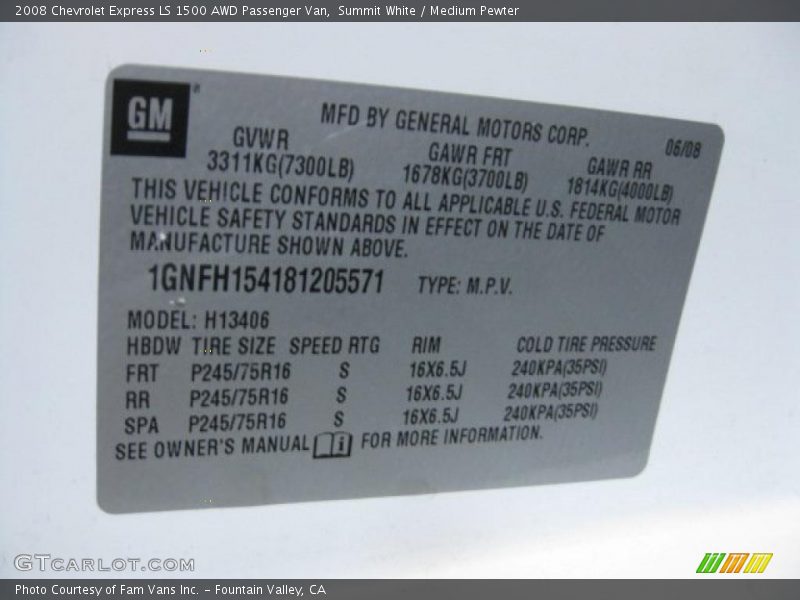 2008 Chevrolet Express LS 1500 AWD Passenger Van,  Summit White / Medium Pewter
GM
MFD BY GENERAL MOTORS CORP.
06/08
GVWR GAWR FRT GAWR RR
3311KG(7300LB) 1678KG(3700LB) 1814KG(4000LB)
THIS VEHICLE CONFORMS TO ALL APPLICABLE U.S. FEDERAL MOTOR
VEHICLE SAFETY STANDARDS IN EFFECT ON THE DATE OF
MANUFACTURE SHOWN ABOVE.
1GNFH154181205571 TYPE: M.P.V.
MODEL: H13406
HBDW TIRE SIZE SPEED RTG RIM COLD TIRE PRESSURE
FRT P245/75R16 S 16X6.5J 240KPA(35PSI)
RR P245/75R16 S 16X6.5J 240KPA(35PSI)
SPA P245/75R16 S 16X6.5J 240KPA(35PSI)
SEE OWNER'S MANUAL i FOR MORE INFORMATION.
GTCARLOT.COM
Photo Courtesy of Fam Vans Inc. - Fountain Valley, CA